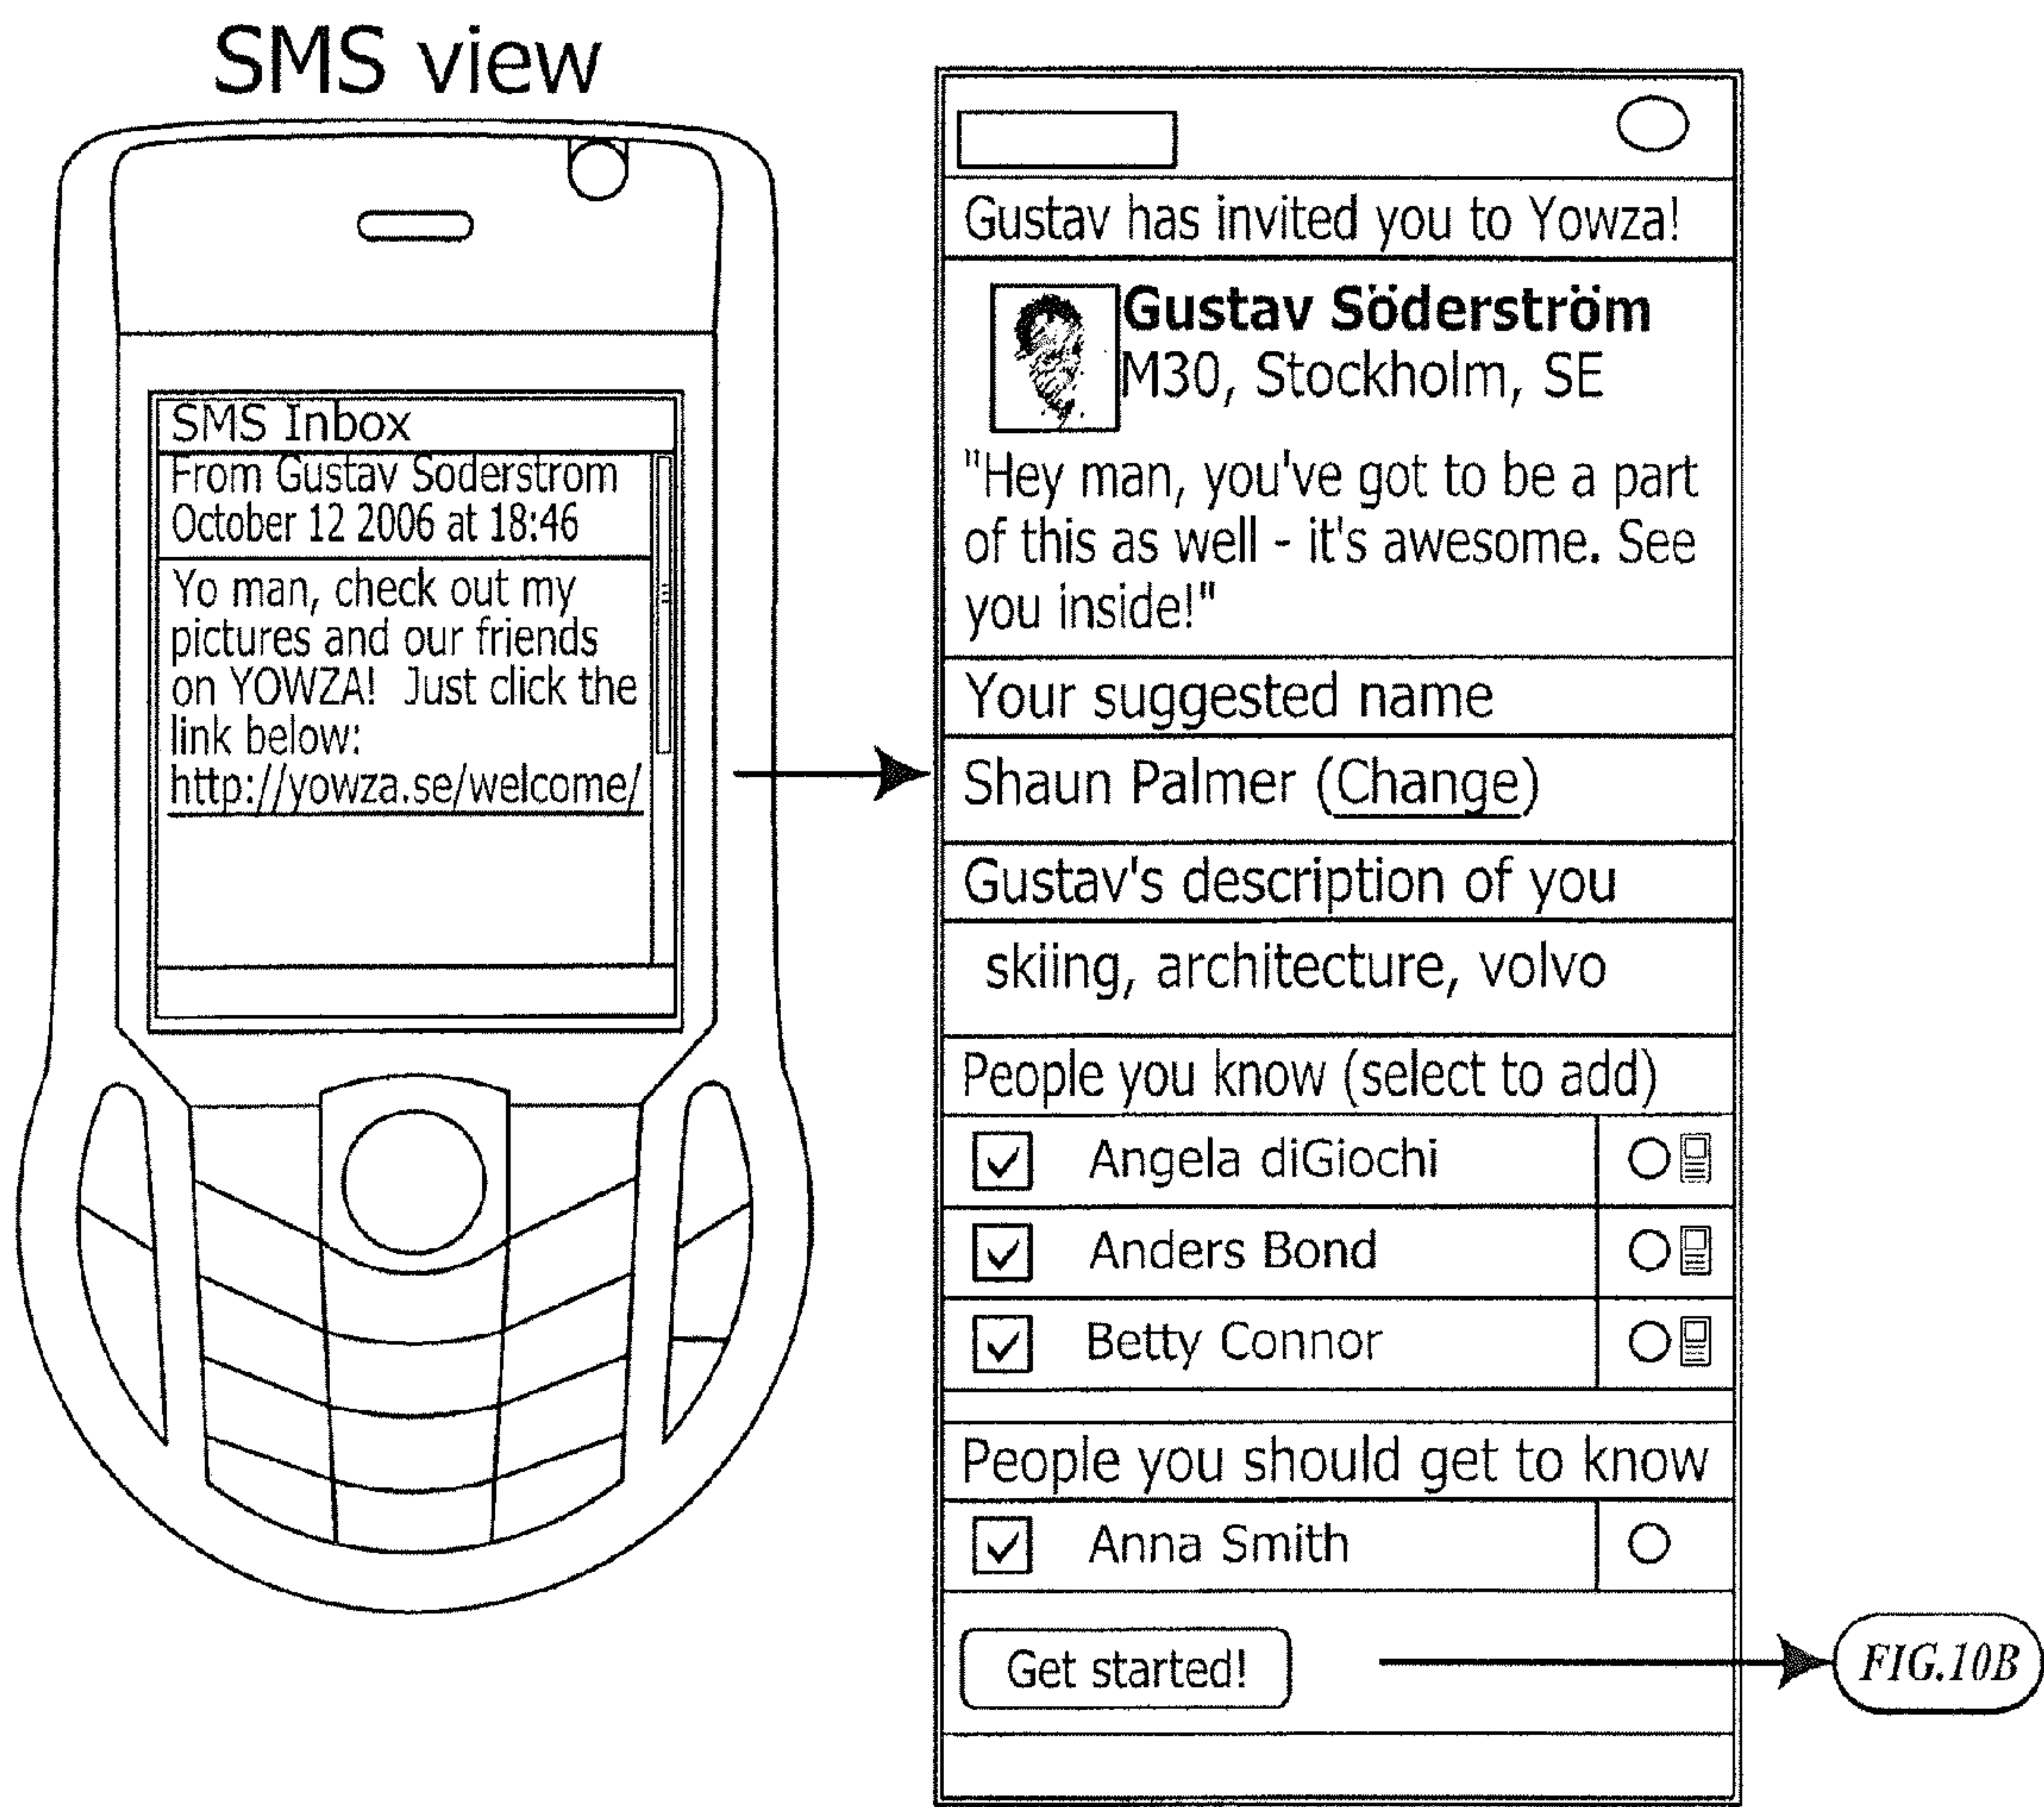 SMS view
SMS Inbox
From Gustav Soderstrom
October 12 2006 at 18:46
Yo man, check out my
pictures and our friends
on YOWZA!  Just click the
link below:
http://yowza.se/welcome/
Gustav has invited you to Yowza!
Gustav Söderström
M30, Stockholm, SE
"Hey man, you've got to be a part
of this as well - it's awesome. See
you inside!"
Your suggested name
Shaun Palmer (Change)
Gustav's description of you
skiing, architecture, volvo
People you know (select to add)
Angela diGiochi
Anders Bond
Betty Connor
People you should get to know
Anna Smith
Get started!
FIG.10B